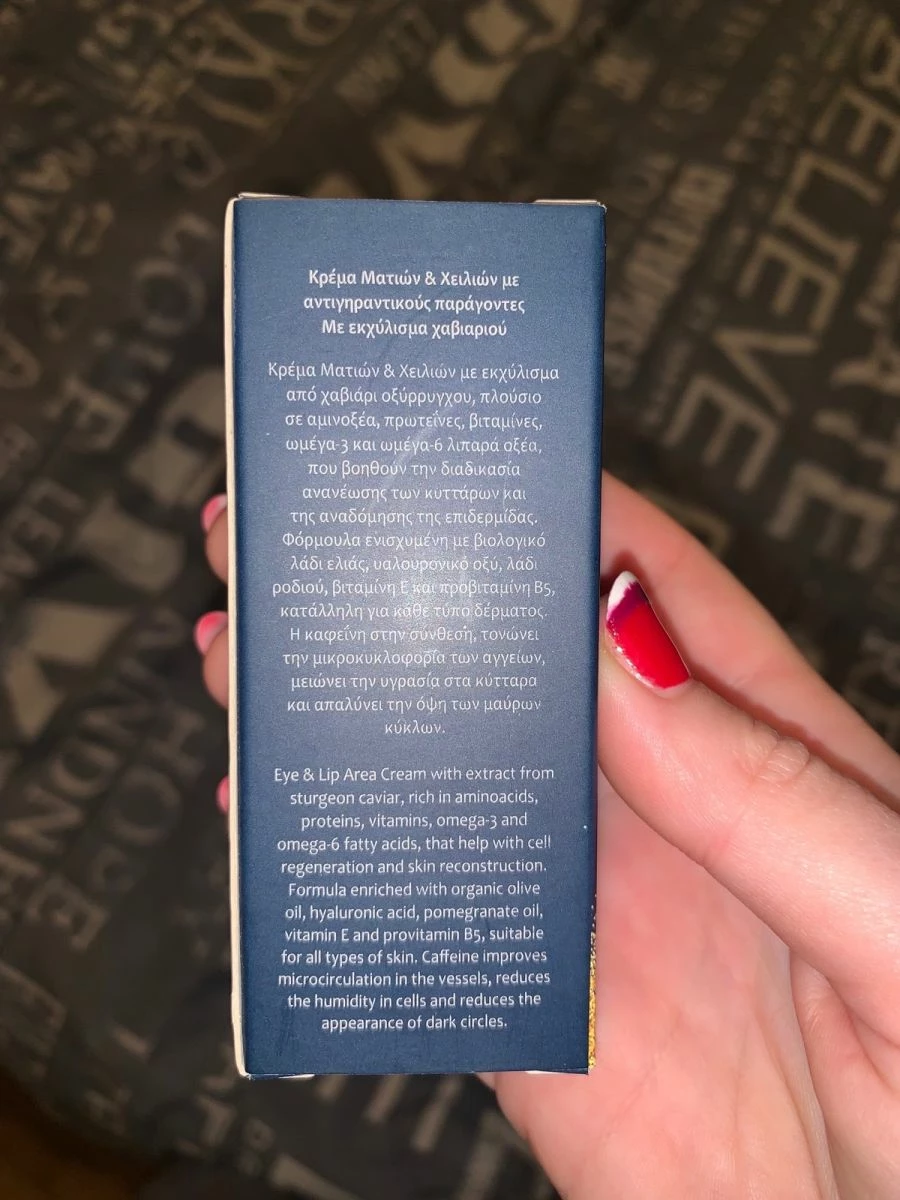 Κρέμα Ματιών & Χειλιών με
αντιγηραντικούς παράγοντες
Με εκχύλισμα χαβιαριού
Κρέμα Ματιών & Χειλιών με εκχύλισμα
από χαβιάρι οξύρρυγχου, πλούσιο
σε αμινοξέα, πρωτεΐνες, βιταμίνες,
ωμέγα-3 και ωμέγα-6 λιπαρά οξέα,
που βοηθούν την διαδικασία
ανανέωσης των κυττάρων και
της αναδόμησης της επιδερμίδας.
Φόρμουλα ενισχυμένη με βιολογικό
λάδι ελιάς, υαλουρονικό οξύ, λάδι
ροδιού, βιταμίνη Ε και προβιταμίνη Β5,
κατάλληλη για κάθε τύπο δέρματος.
Η καφεΐνη στην σύνθεση, τονώνει
την μικροκυκλοφορία των αγγείων,
μειώνει την υγρασία στα κύτταρα
και απαλύνει την όψη των μαύρων
κύκλων.
Eye & Lip Area Cream with extract from
sturgeon caviar, rich in aminoacids,
proteins, vitamins, omega-3 and
omega-6 fatty acids, that help with cell
regeneration and skin reconstruction.
Formula enriched with organic olive
oil, hyaluronic acid, pomegranate oil,
vitamin E and provitamin B5, suitable
for all types of skin. Caffeine improves
microcirculation in the vessels, reduces
the humidity in cells and reduces the
appearance of dark circles.
BELIEVE
HOPE